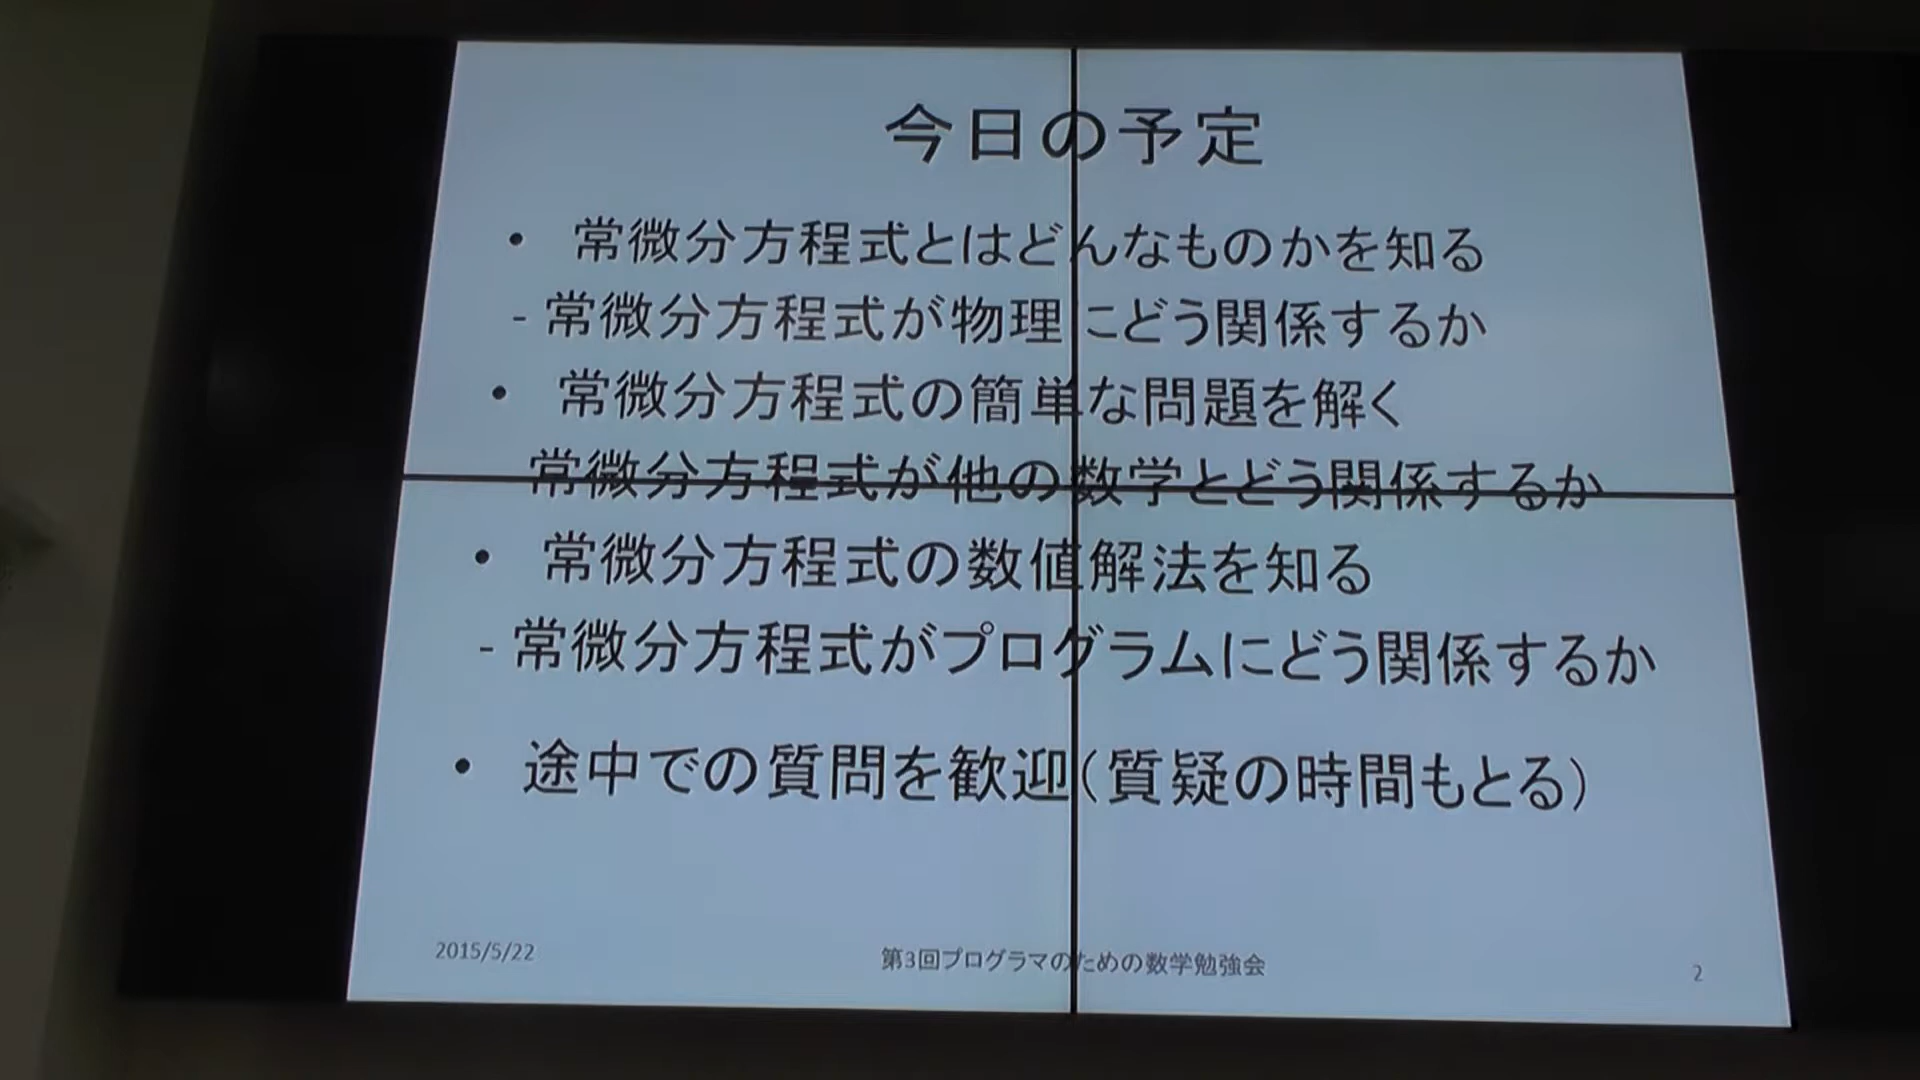 今日の予定
• 常微分方程式とはどんなものかを知る
- 常微分方程式が物理にどう関係するか
• 常微分方程式の簡単な問題を解く
常微分方程式が他の数学とどう関係するか
• 常微分方程式の数値解法を知る
- 常微分方程式がプログラムにどう関係するか
• 途中での質問を歓迎(質疑の時間もとる)
2015/5/22
第3回プログラマのための数学勉強会
2